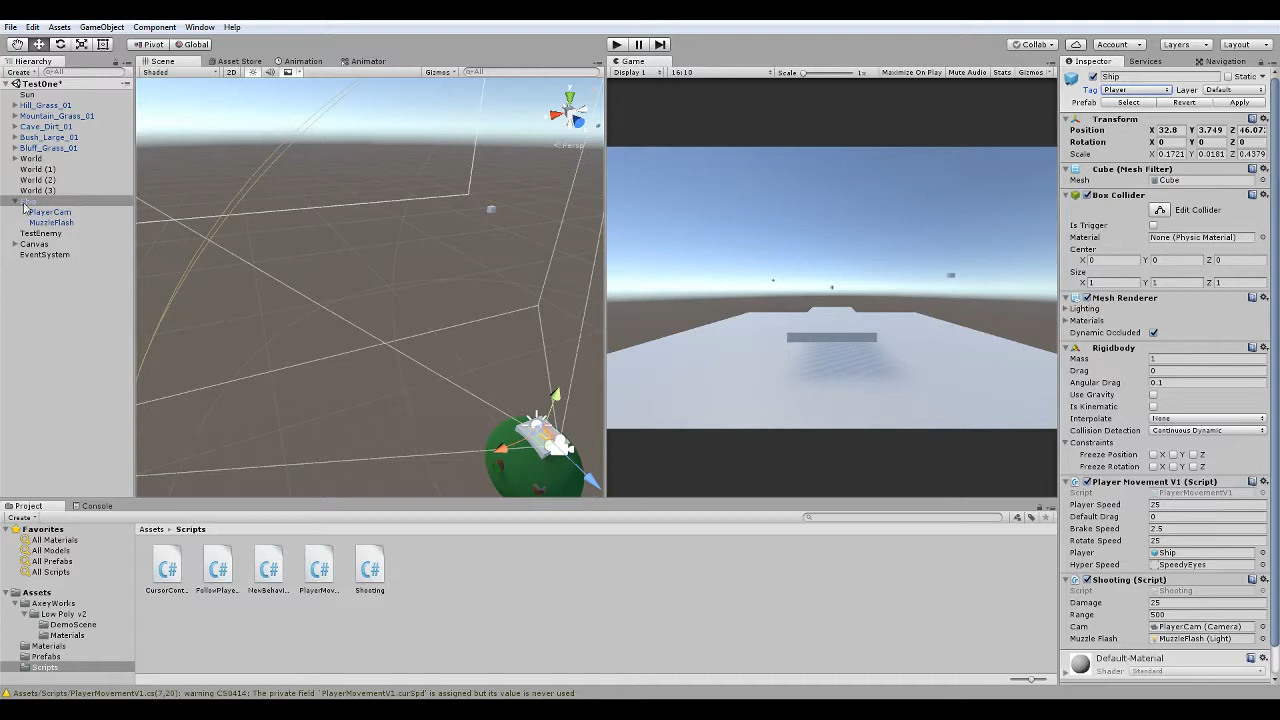 File Edit Assets GameObject Component Window Help
Pivot Global Collab Account Layers Layout
Hierarchy
Create All
TestOne*
Sun
Hill_Grass_01
Mountain_Grass_01
Cave_Dirt_01
Bush_Large_01
Bluff_Grass_01
World
World (1)
World (2)
World (3)
PlayerCam
MuzzleFlash
TestEnemy
Canvas
EventSystem
Scene Asset Store Animation Animator
Shaded 2D Gizmos All
y
< Persp
Game
Display 1 16:10 Scale 1x Maximize On Play Mute Audio Stats Gizmos
Inspector Services Navigation
Ship Static
Tag Player Layer Default
Prefab Select Revert Apply
Transform
Position X 32.8 Y 3.749 Z 46.07
Rotation X 0 Y 0 Z 0
Scale X 0.1721 Y 0.0181 Z 0.4379
Cube (Mesh Filter)
Mesh Cube
Box Collider
Edit Collider
Is Trigger
Material None (Physic Material)
Center
X 0 Y 0 Z 0
Size
X 1 Y 1 Z 1
Mesh Renderer
Lighting
Materials
Dynamic Occluded
Rigidbody
Mass 1
Drag 0
Angular Drag 0.1
Use Gravity
Is Kinematic
Interpolate None
Collision Detection Continuous Dynamic
Constraints
Freeze Position X Y Z
Freeze Rotation X Y Z
Player Movement V1 (Script)
Script PlayerMovementV1
Player Speed 25
Default Drag 0
Brake Speed 2.5
Rotate Speed 25
Player Ship
Hyper Speed SpeedyEyes
Shooting (Script)
Script Shooting
Damage 25
Range 500
Cam PlayerCam (Camera)
Muzzle Flash MuzzleFlash (Light)
Default-Material
Shader Standard
Project Console
Create
Favorites
All Materials
All Models
All Prefabs
All Scripts
Assets
AxeyWorks
Low Poly v2
DemoScene
Materials
Materials
Prefabs
Scripts
Assets Scripts
C# C# C# C# C#
CursorCont... FollowPlaye... NewBehavi... PlayerMov... Shooting
Assets/Scripts/PlayerMovementV1.cs(7,20): warning CS0414: The private field `PlayerMovementV1.curSpd' is assigned but its value is never used